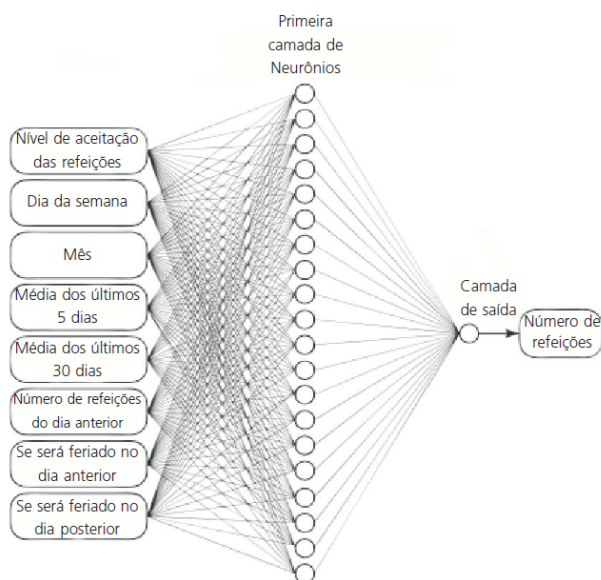 Primeira
camada de
Neurônios
Nível de aceitação
das refeições
Dia da semana
Mês
Média dos últimos
5 dias
Média dos últimos
30 dias
Número de refeições
do dia anterior
Se será feriado no
dia anterior
Se será feriado no
dia posterior
Camada
de saída
Número de
refeições